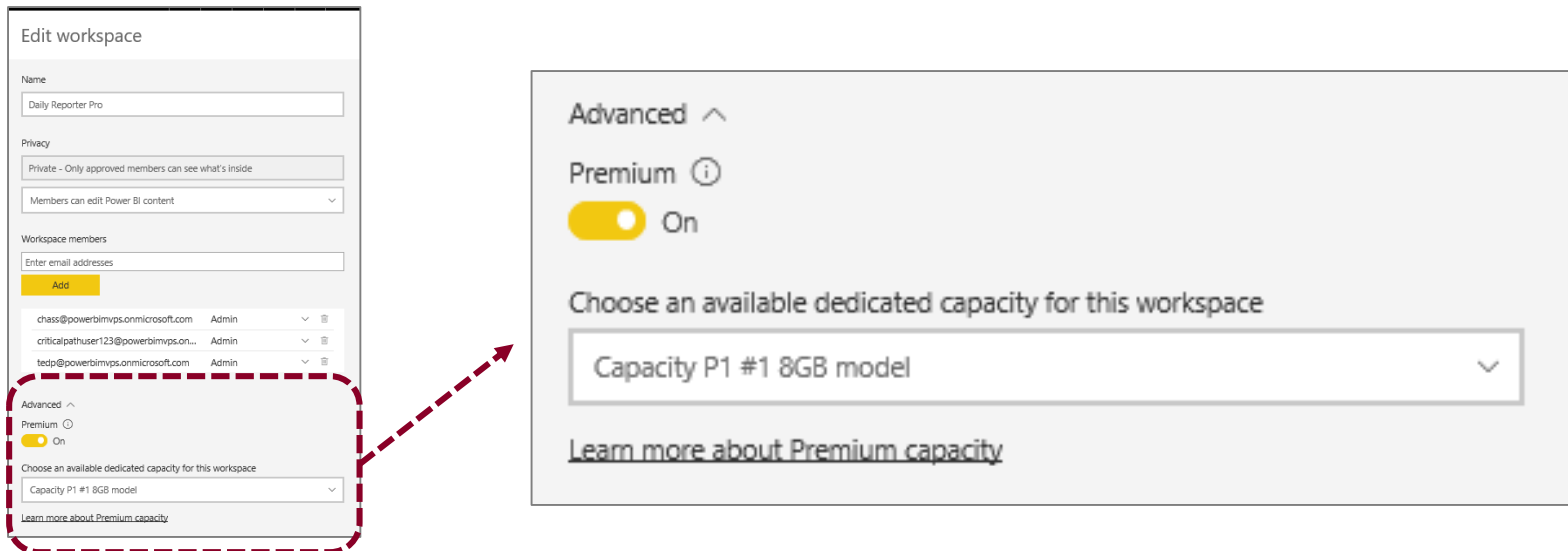 Edit workspace
Name
Daily Reporter Pro
Privacy
Private - Only approved members can see what's inside
Members can edit Power BI content
Workspace members
Enter email addresses
Add
chass@powerbimvps.onmicrosoft.com Admin
criticalpathuser123@powerbimvps.on... Admin
tedp@powerbimvps.onmicrosoft.com Admin
Advanced
Premium
On
Choose an available dedicated capacity for this workspace
Capacity P1 #1 8GB model
Learn more about Premium capacity
Advanced
Premium
On
Choose an available dedicated capacity for this workspace
Capacity P1 #1 8GB model
Learn more about Premium capacity